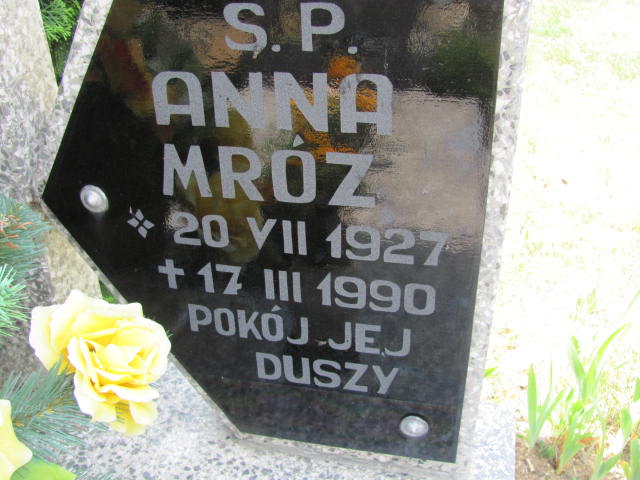 Ś.P.
ANNA
MRÓZ
20 VII 1927
✝ 17 III 1990
POKÓJ JEJ
DUSZY